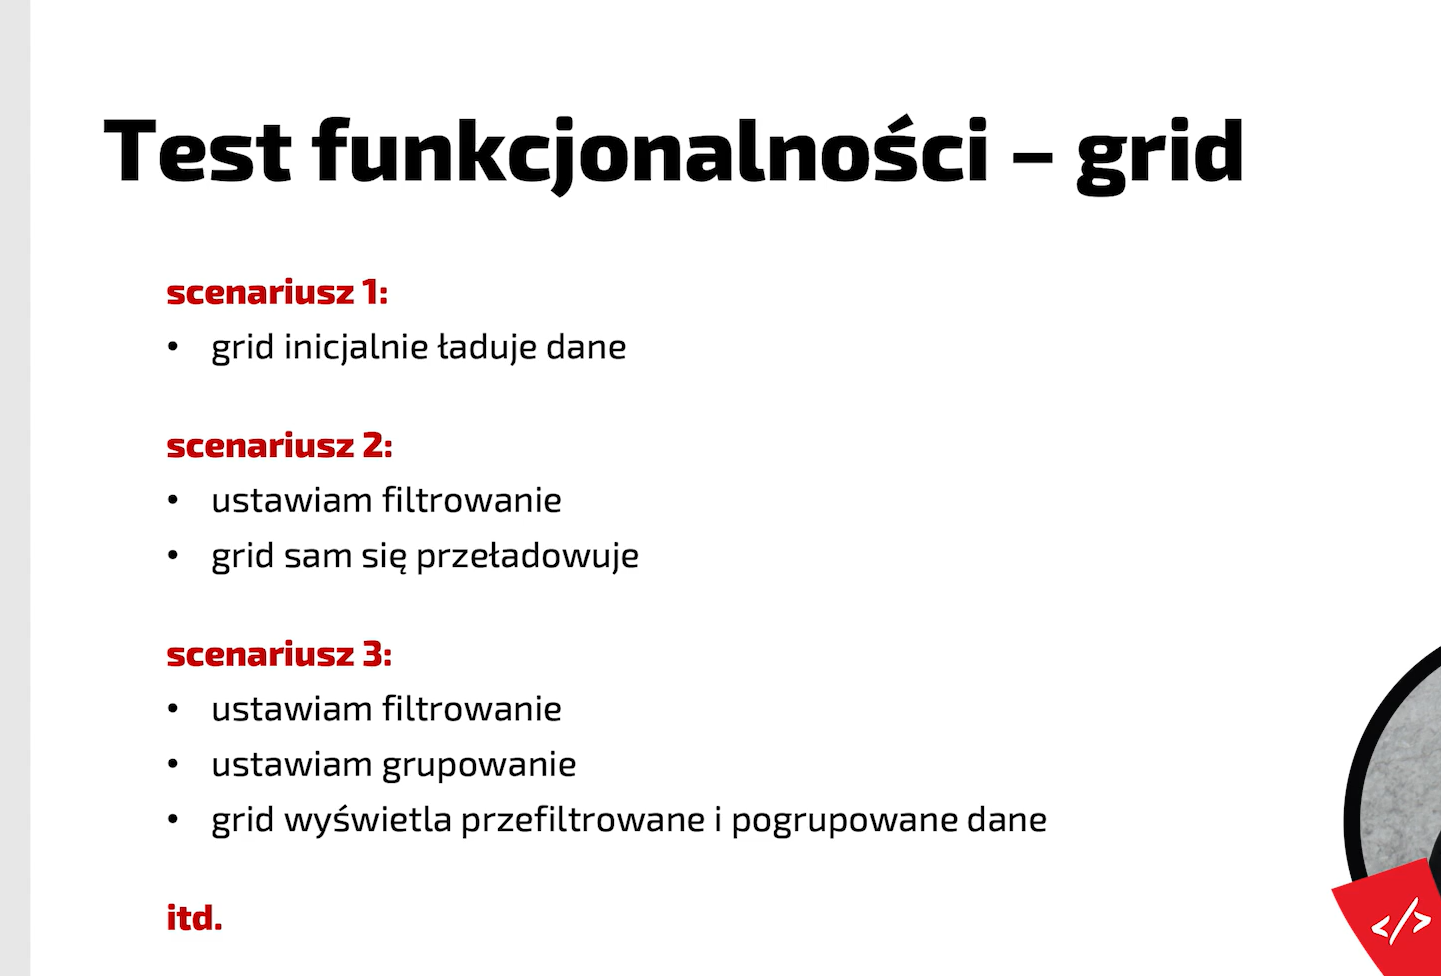 Test funkcjonalności – grid
scenariusz 1:
• grid inicjalnie ładuje dane
scenariusz 2:
• ustawiam filtrowanie
• grid sam się przeładowuje
scenariusz 3:
• ustawiam filtrowanie
• ustawiam grupowanie
• grid wyświetla przefiltrowane i pogrupowane dane
itd.
</>